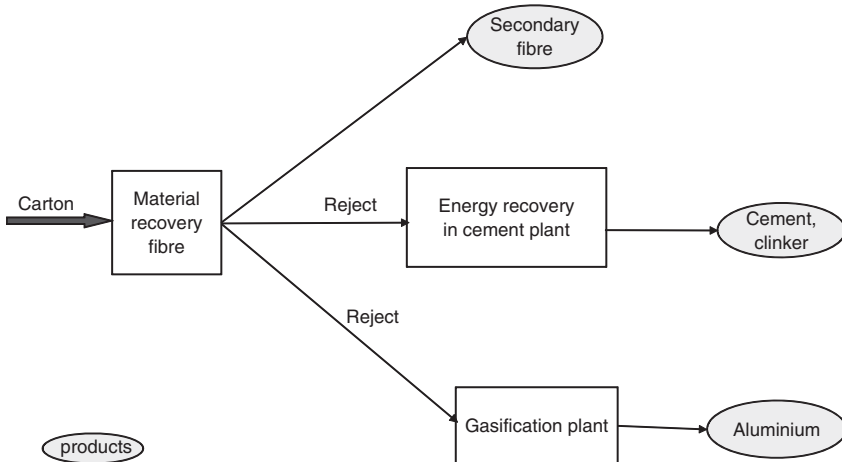 Secondary
fibre
Carton
Material
recovery
fibre
Reject
Energy recovery
in cement plant
Cement,
clinker
Reject
Gasification plant
Aluminium
products